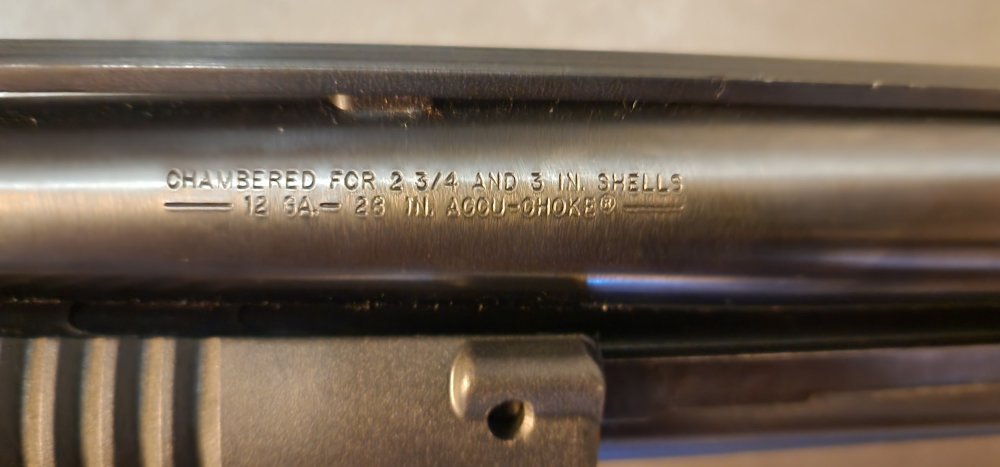 CHAMBERED FOR 2 3/4 AND 3 IN. SHELLS
12 GA.— 28 IN. ACCU-CHOKE®